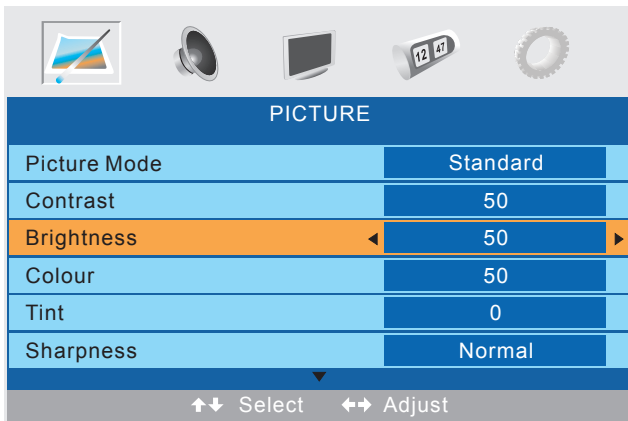 12 47
PICTURE
Picture Mode Standard
Contrast 50
Brightness 50
Colour 50
Tint 0
Sharpness Normal
Select Adjust